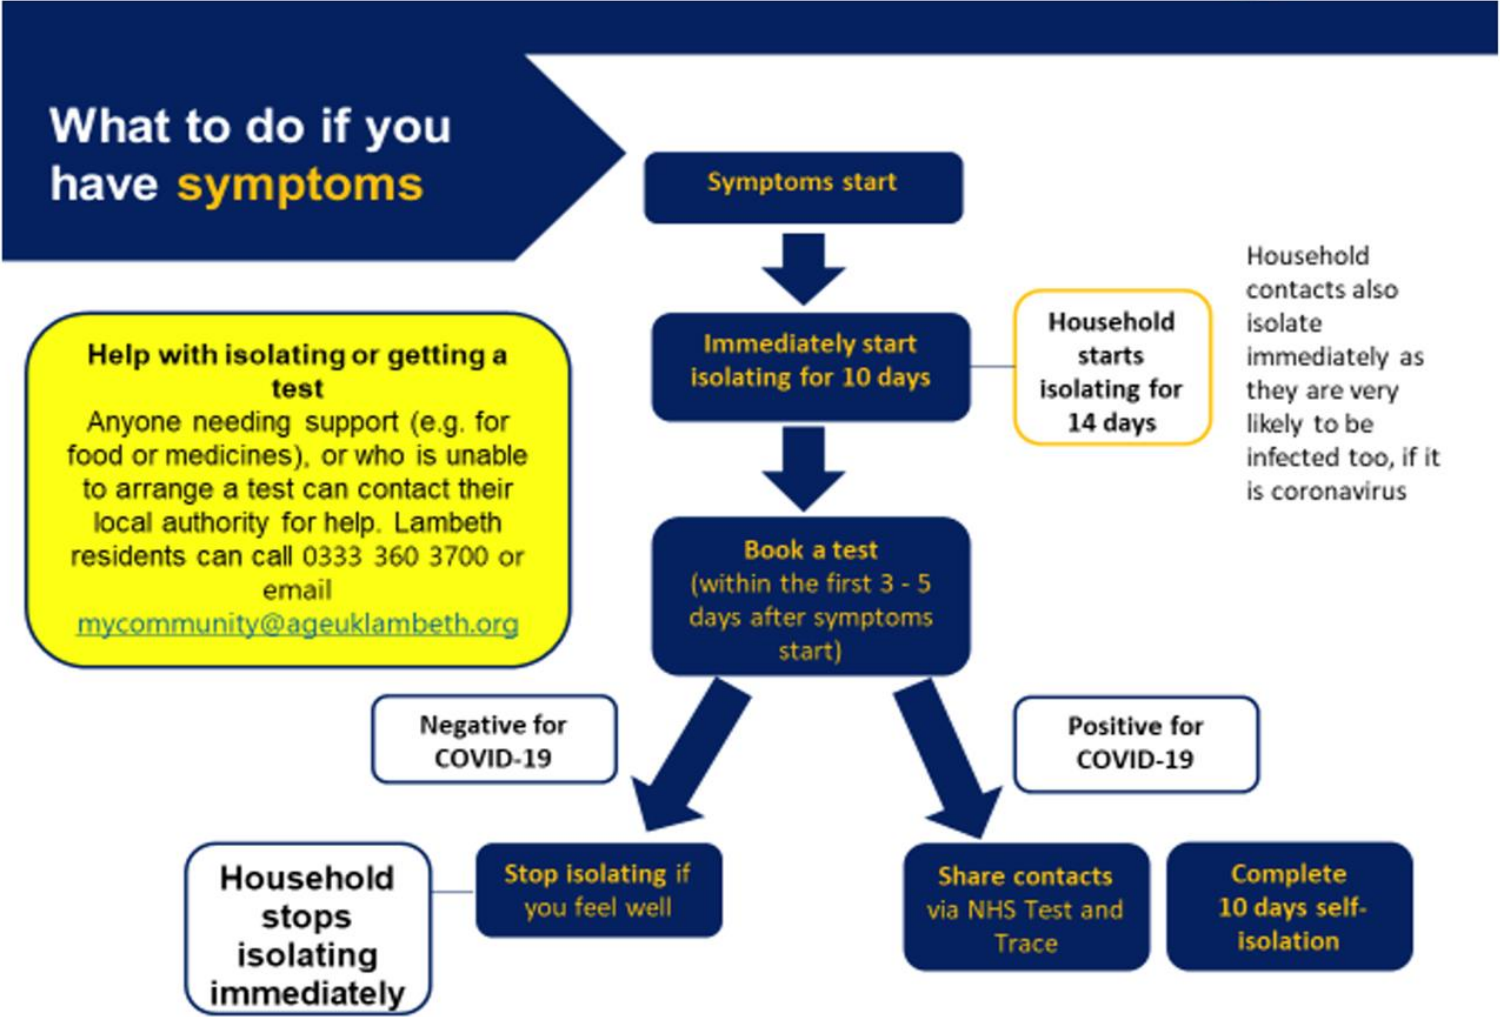 What to do if you
have symptoms
Symptoms start
Immediately start
isolating for 10 days
Household
starts
isolating for
14 days
Household
contacts also
isolate
immediately as
they are very
likely to be
infected too, if it
is coronavirus
Help with isolating or getting a
test
Anyone needing support (e.g. for
food or medicines), or who is unable
to arrange a test can contact their
local authority for help. Lambeth
residents can call 0333 360 3700 or
email
mycommunity@ageuklambeth.org
Book a test
(within the first 3 - 5
days after symptoms
start)
Negative for
COVID-19
Positive for
COVID-19
Household
stops
isolating
immediately
Stop isolating if
you feel well
Share contacts
via NHS Test and
Trace
Complete
10 days self-
isolation